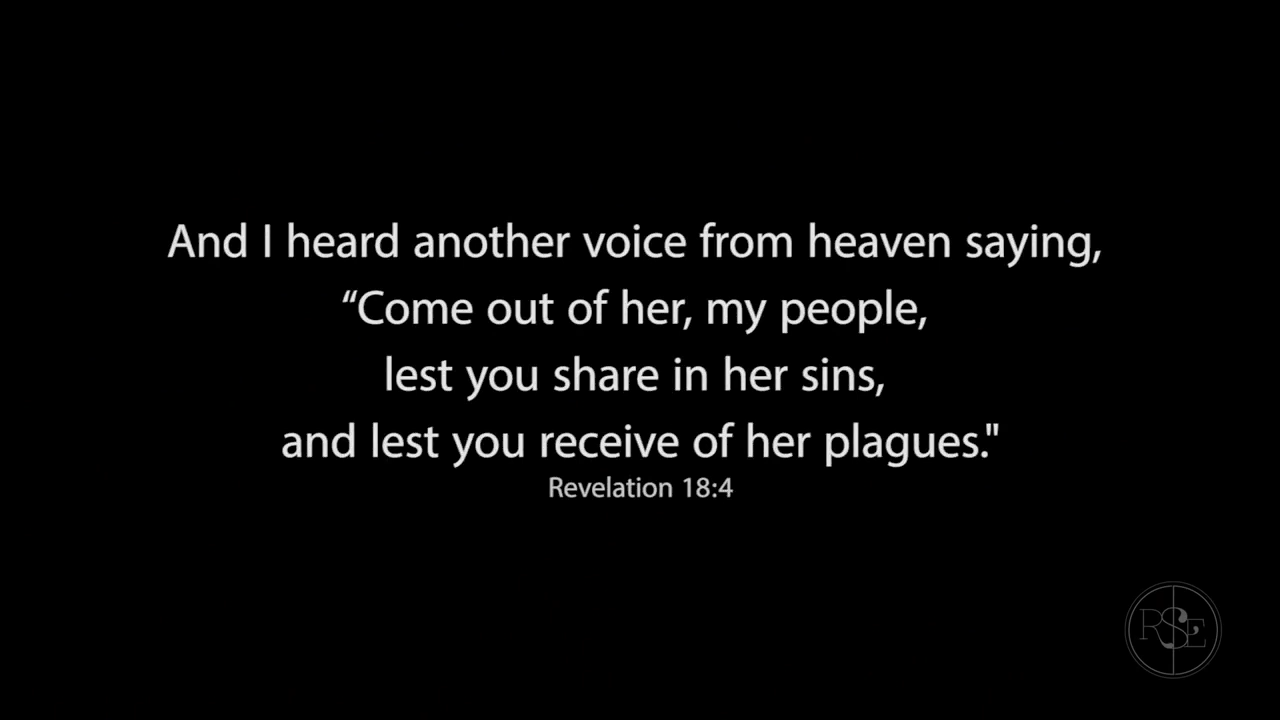 And I heard another voice from heaven saying,
“Come out of her, my people,
lest you share in her sins,
and lest you receive of her plagues."
Revelation 18:4
RSE